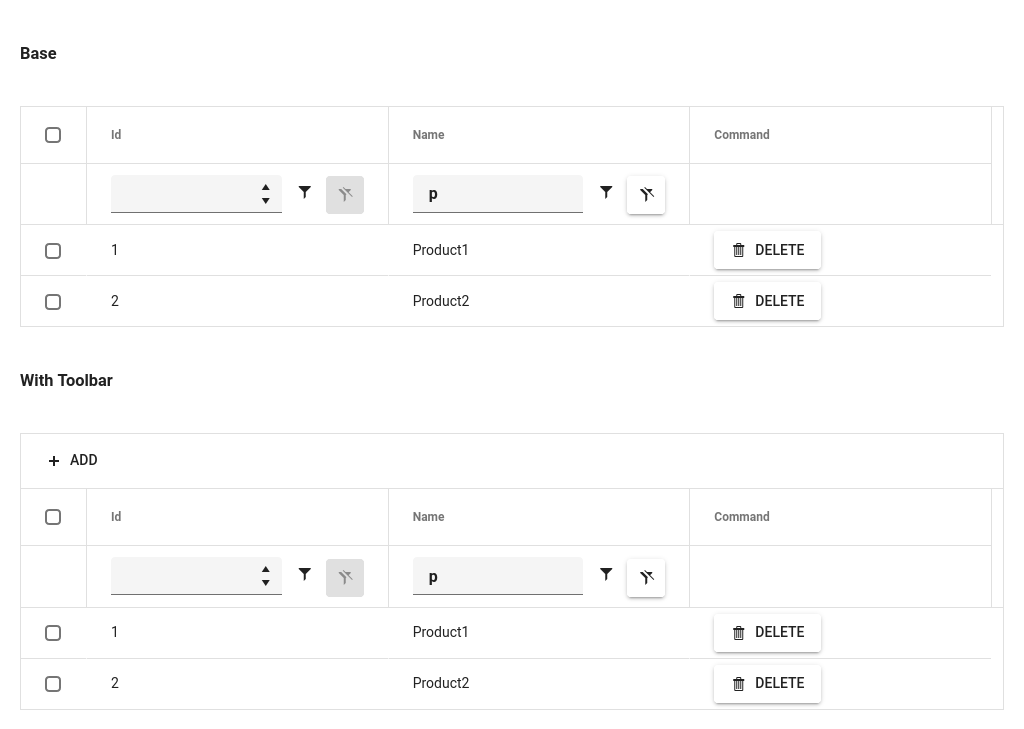 Base
Id Name Command
p
1 Product1 DELETE
2 Product2 DELETE
With Toolbar
ADD
Id Name Command
p
1 Product1 DELETE
2 Product2 DELETE